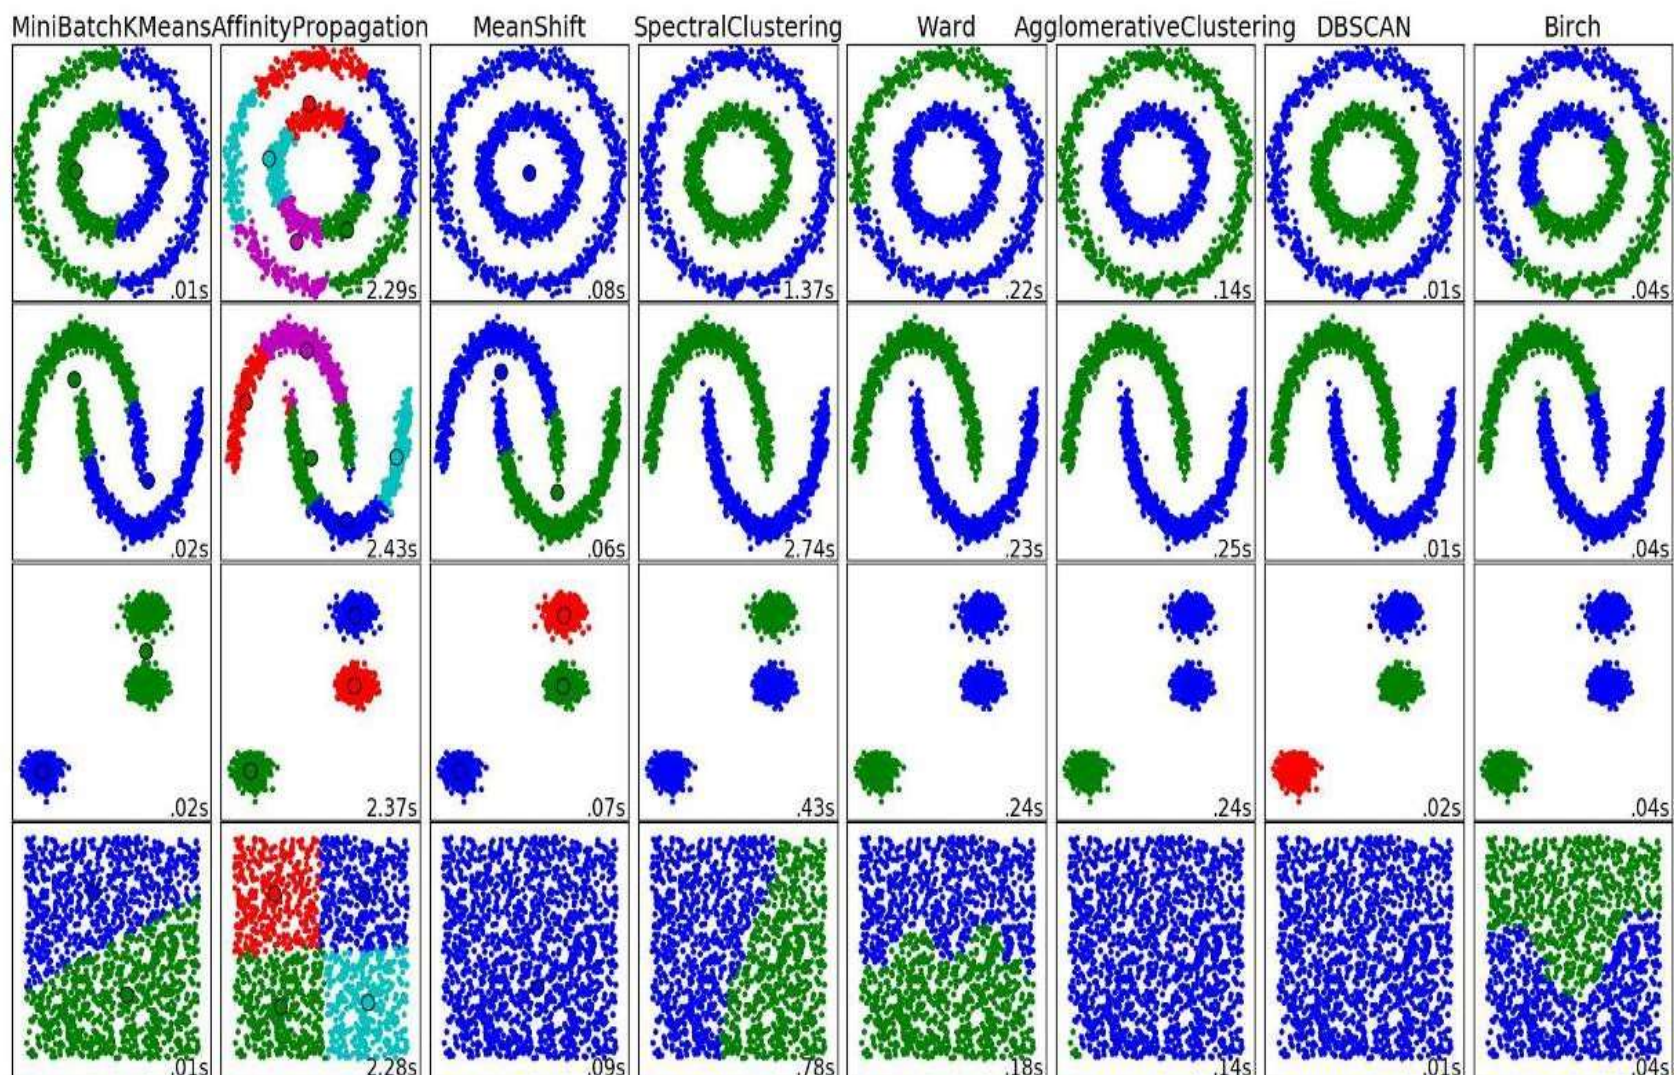 MiniBatchKMeans AffinityPropagation MeanShift SpectralClustering Ward AgglomerativeClustering DBSCAN Birch
.01s 2.29s .08s 1.37s .22s .14s .01s .04s
.02s 2.43s .06s 2.74s .23s .25s .01s .04s
.02s 2.37s .07s .43s .24s .24s .02s .04s
.01s 2.28s .09s .78s .18s .14s .01s .04s